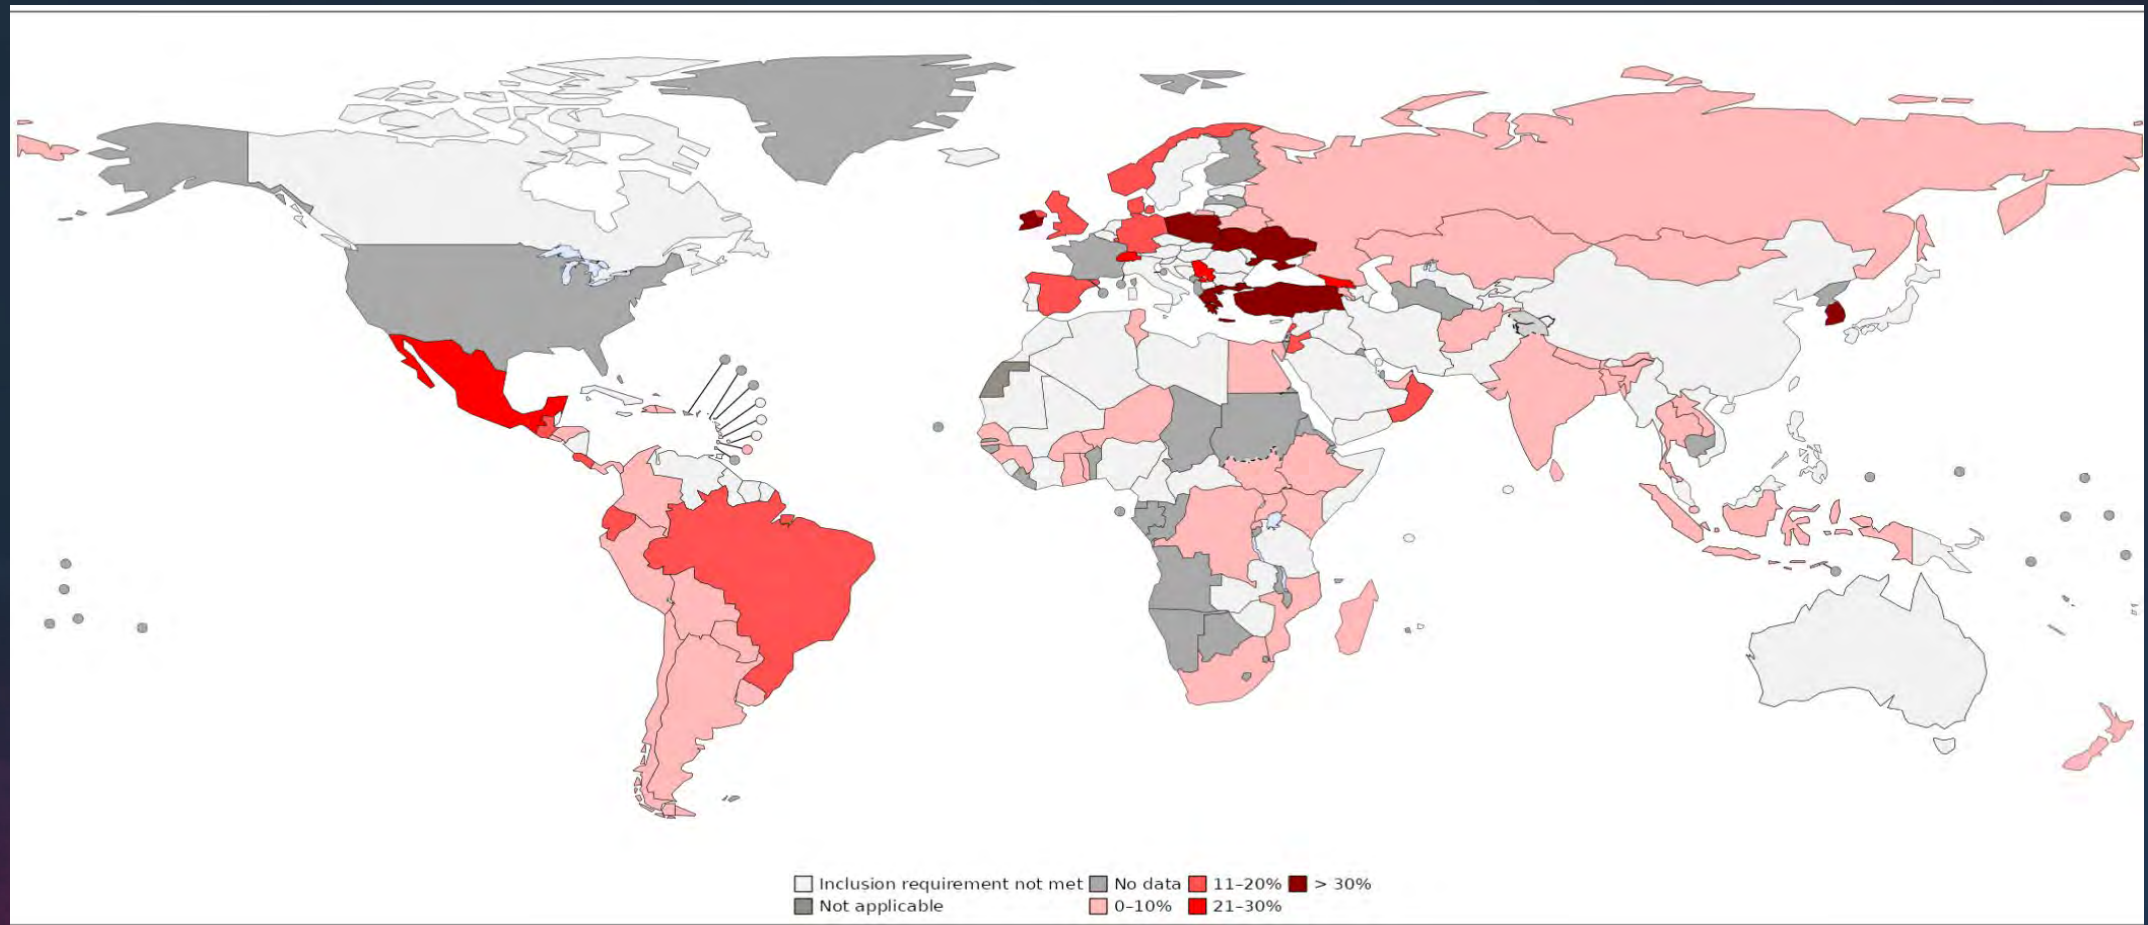 Inclusion requirement not met No data 11–20% > 30%
Not applicable 0–10% 21–30%